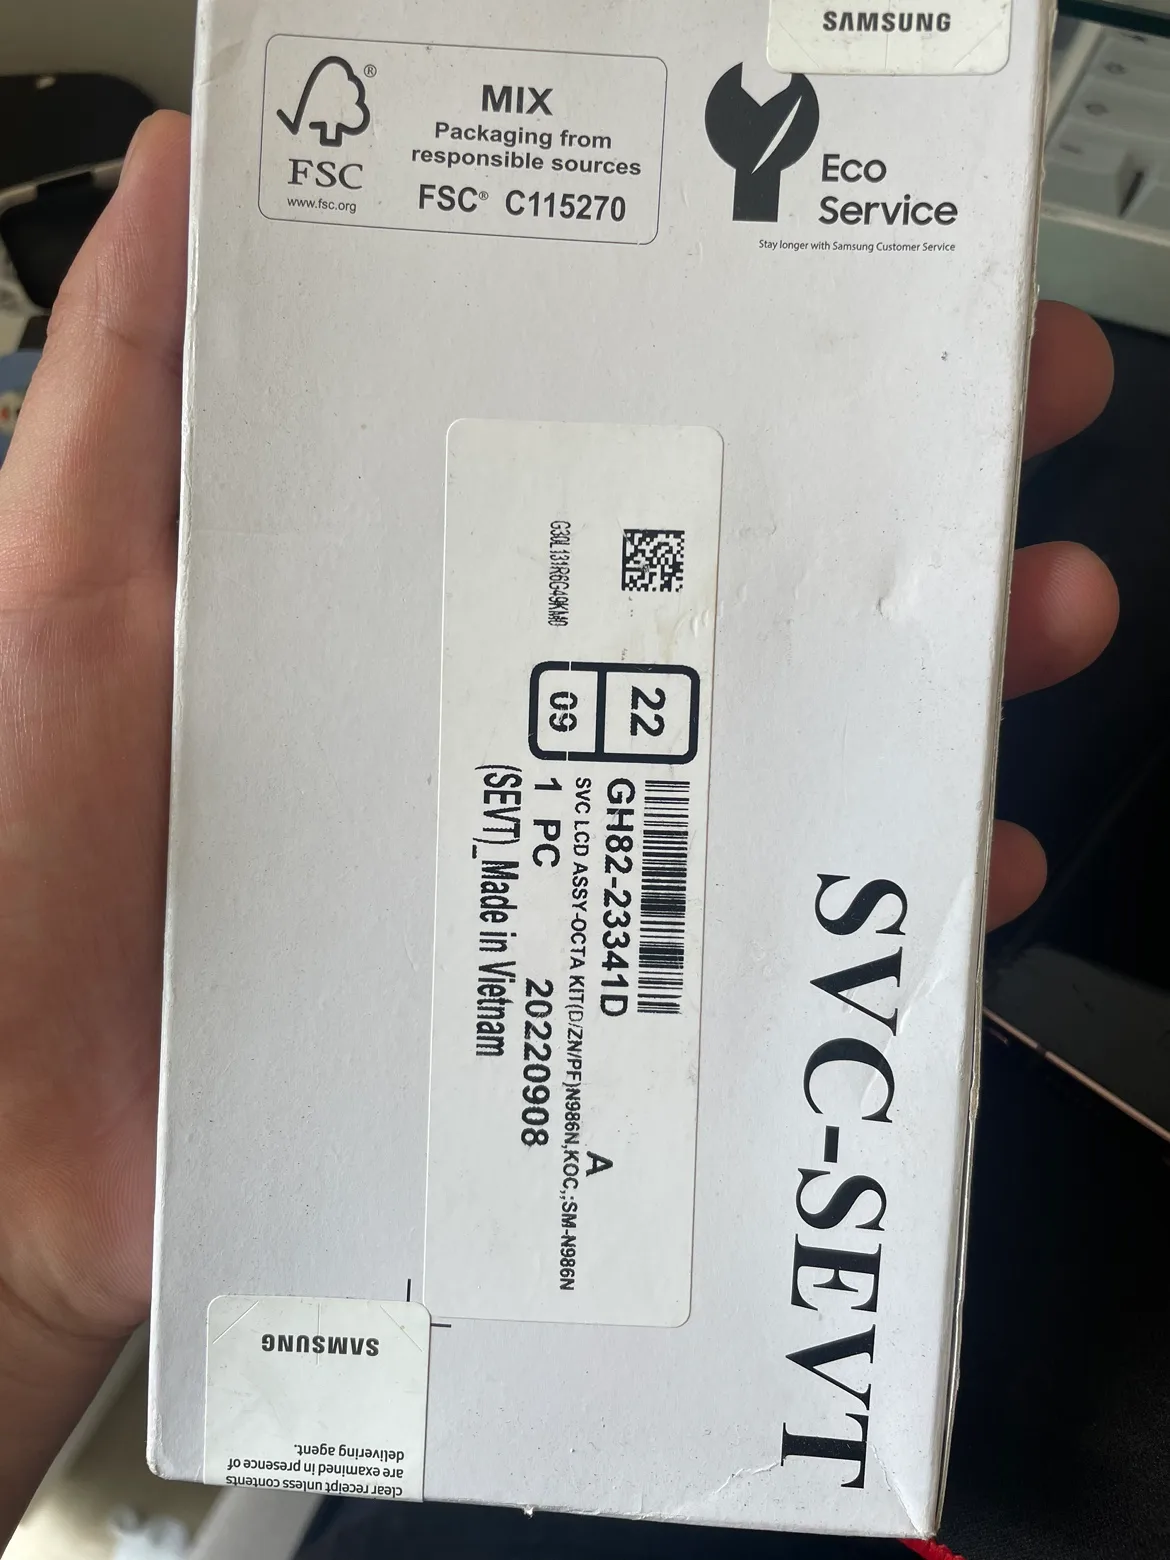 SAMSUNG
FSC
www.fsc.org
MIX
Packaging from
responsible sources
FSC® C115270
Eco
Service
Stay longer with Samsung Customer Service
SVC-SEVT
22
09
GH82-23341D
A
SVC LCD ASSY-OCTA KIT(D/ZN/PF)N986N,KOC,;SM-N986N
1 PC 20220908
(SEVT)_Made in Vietnam
SAMSUNG
clear receipt unless contents
are examined in presence of
delivering agent.